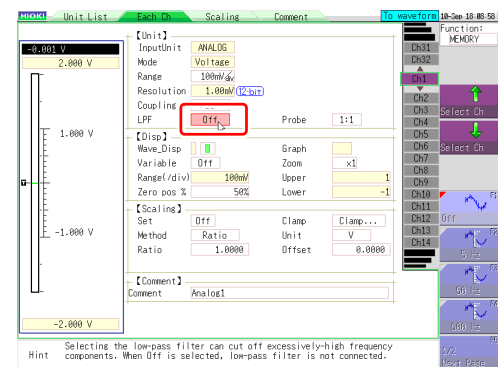 HIOKI Unit List Each Ch Scaling Comment To waveform 10-Sep 18:08:58
Function:
MEMORY
-0.001 V
2.000 V
1.000 V
-1.000 V
-2.000 V
【Unit】
InputUnit ANALOG
Mode Voltage
Range 100mV/div
Resolution 1.00mV (12-bit)
Coupling
LPF Off Probe 1:1
【Disp】
Wave_Disp Graph
Variable Off Zoom x1
Range(/div) 100mV Upper 1
Zero pos % 50% Lower -1
【Scaling】
Set Off Clamp Clamp...
Method Ratio Unit V
Ratio 1.0000 Offset 0.0000
【Comment】
Comment Analog1
Ch31
Ch32
Ch1
Ch2
Ch3
Ch4
Ch5
Ch6
Ch7
Ch8
Ch9
Ch10
Ch11
Ch12
Ch13
Ch14
Select Ch
Select Ch
F1
Off
F2
5 Hz
F3
50 Hz
F4
500 Hz
F5
1/2
Next Page
Hint Selecting the low-pass filter can cut off excessively-high frequency
components. When Off is selected, low-pass filter is not connected.